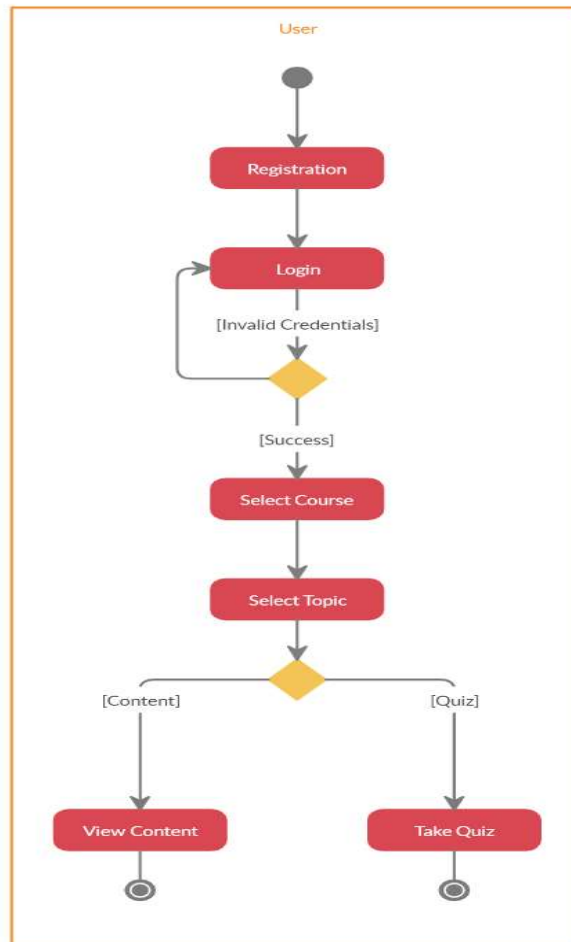 User
Registration
Login
[Invalid Credentials]
[Success]
Select Course
Select Topic
[Content]
[Quiz]
View Content
Take Quiz